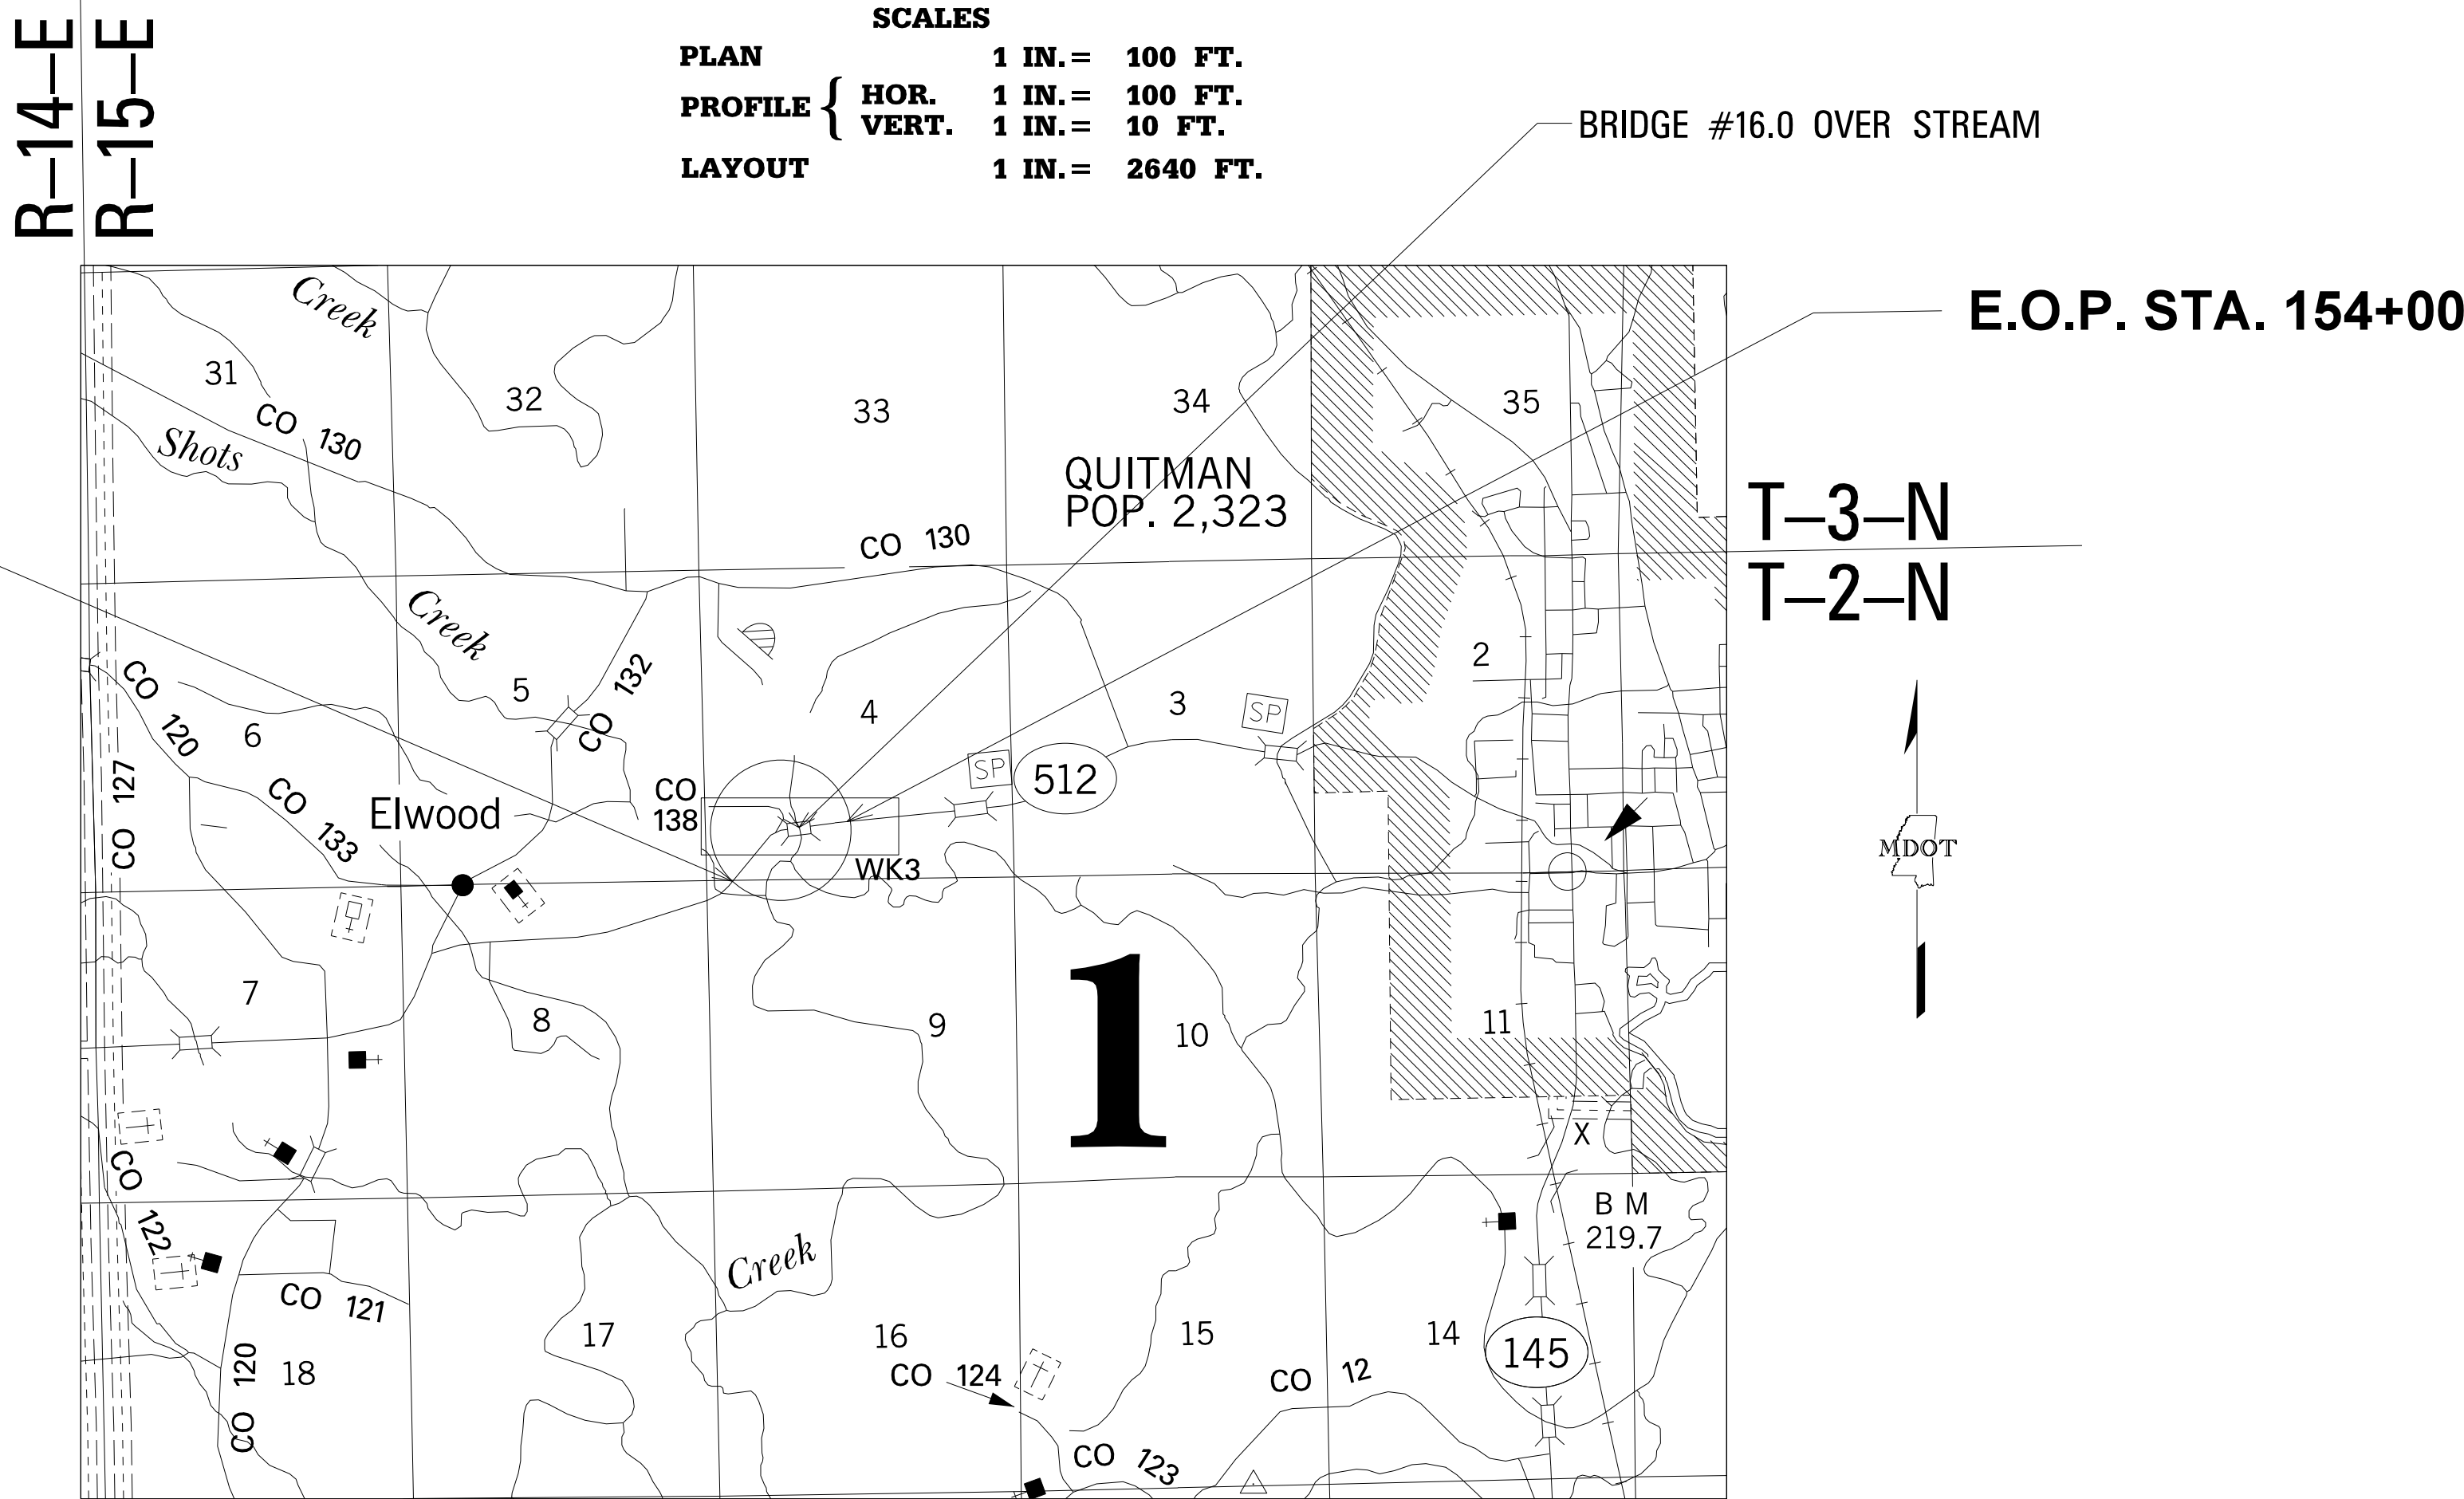 R-14-E
R-15-E
SCALES
PLAN 1 IN.= 100 FT.
PROFILE { HOR. 1 IN.= 100 FT.
VERT. 1 IN.= 10 FT.
LAYOUT 1 IN.= 2640 FT.
BRIDGE #16.0 OVER STREAM
E.O.P. STA. 154+00
Creek
31
32
33
34
35
CO 130
Shots
QUITMAN
POP. 2,323
CO 130
T-3-N
T-2-N
Creek
CO 132
CO 120
5
6
4
3
2
SP
SP
512
CO 127
CO 133
Elwood
CO
138
WK3
MDOT
7
8
9
1
10
11
X
CO 122
B M
219.7
Creek
CO 121
17
16
15
14
145
CO 120
18
CO 124
CO 12
CO 123